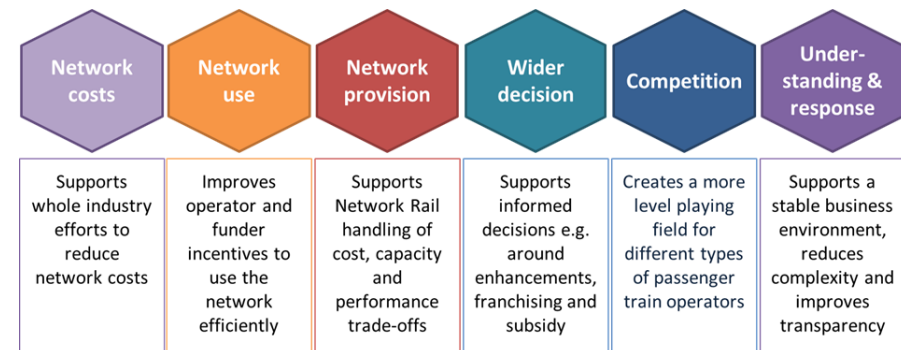 Network
costs
Network
use
Network
provision
Wider
decision
Competition
Under-
standing &
response
Supports
whole industry
efforts to
reduce
network costs
Improves
operator and
funder
incentives to
use the
network
efficiently
Supports
Network Rail
handling of
cost, capacity
and
performance
trade-offs
Supports
informed
decisions e.g.
around
enhancements,
franchising and
subsidy
Creates a more
level playing
field for
different types
of passenger
train operators
Supports a
stable business
environment,
reduces
complexity and
improves
transparency